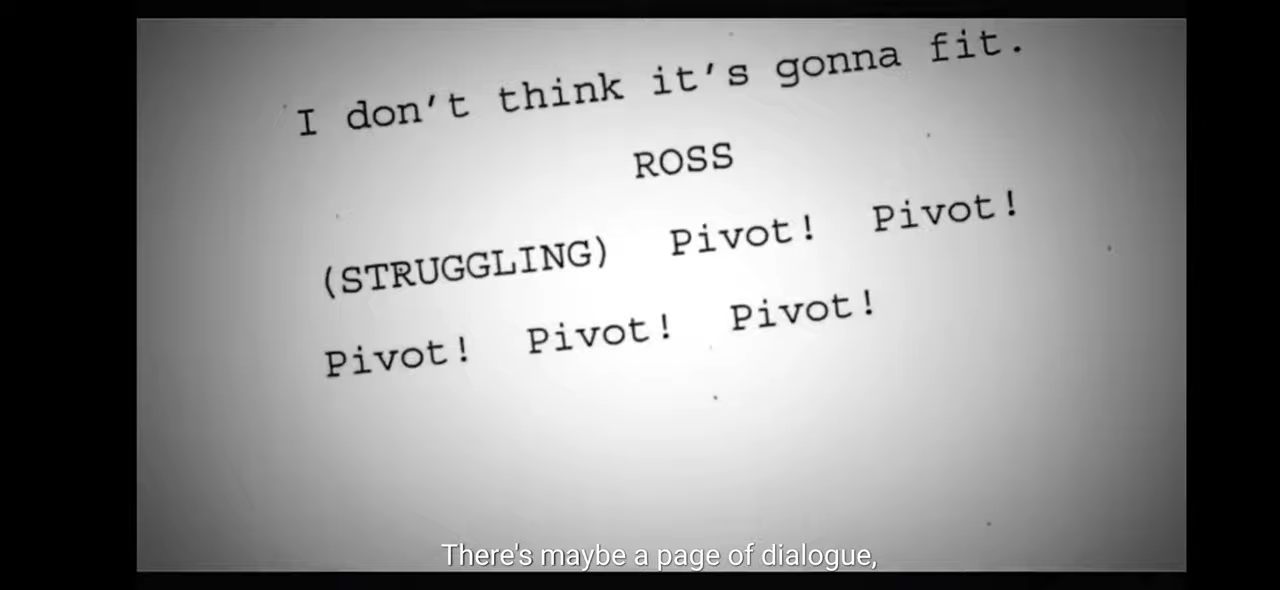 I don't think it's gonna fit.
ROSS
(STRUGGLING) Pivot! Pivot!
Pivot! Pivot! Pivot!
There's maybe a page of dialogue,